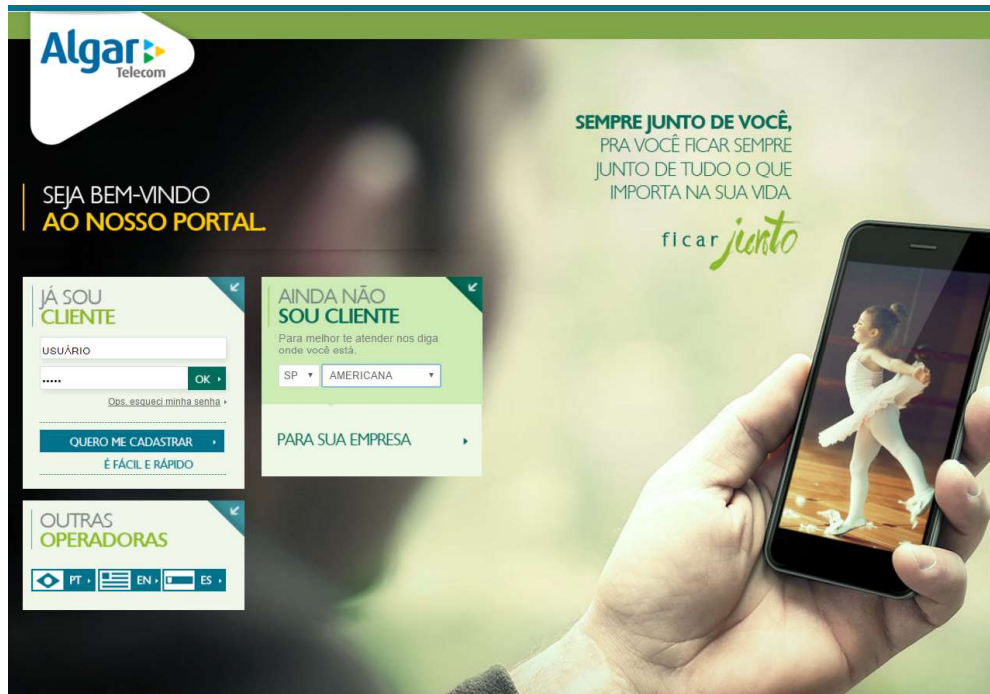 Algar
Telecom
SEMPRE JUNTO DE VOCÊ,
PRA VOCÊ FICAR SEMPRE
JUNTO DE TUDO O QUE
IMPORTA NA SUA VIDA.
ficar junto
SEJA BEM-VINDO
AO NOSSO PORTAL.
JÁ SOU
CLIENTE
USUÁRIO
•••••
OK
Ops, esqueci minha senha
QUERO ME CADASTRAR
É FÁCIL E RÁPIDO
AINDA NÃO
SOU CLIENTE
Para melhor te atender nos diga
onde você está.
SP AMERICANA
PARA SUA EMPRESA
OUTRAS
OPERADORAS
PT EN ES